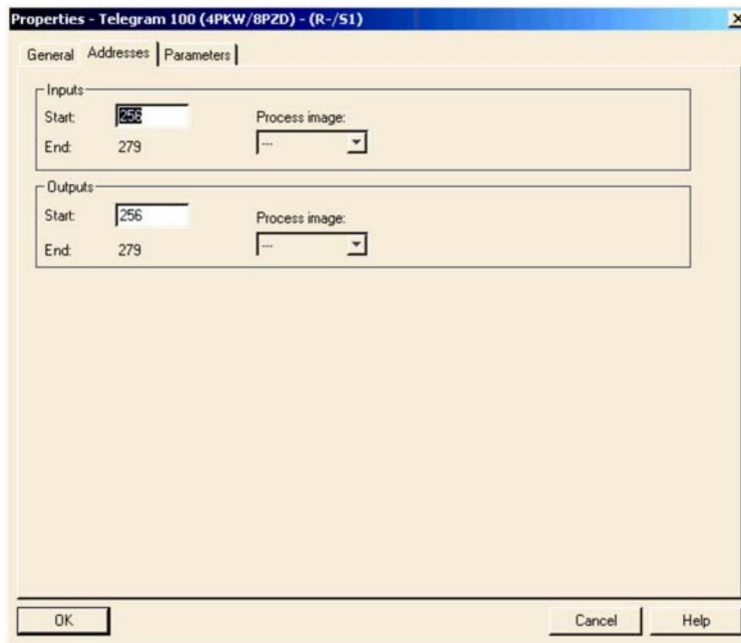 Properties - Telegram 100 (4PKW/8PZD) - (R-/S1)
General Addresses Parameters
Inputs
Start: 256 Process image:
End: 279 ---
Outputs
Start: 256 Process image:
End: 279 ---
OK Cancel Help